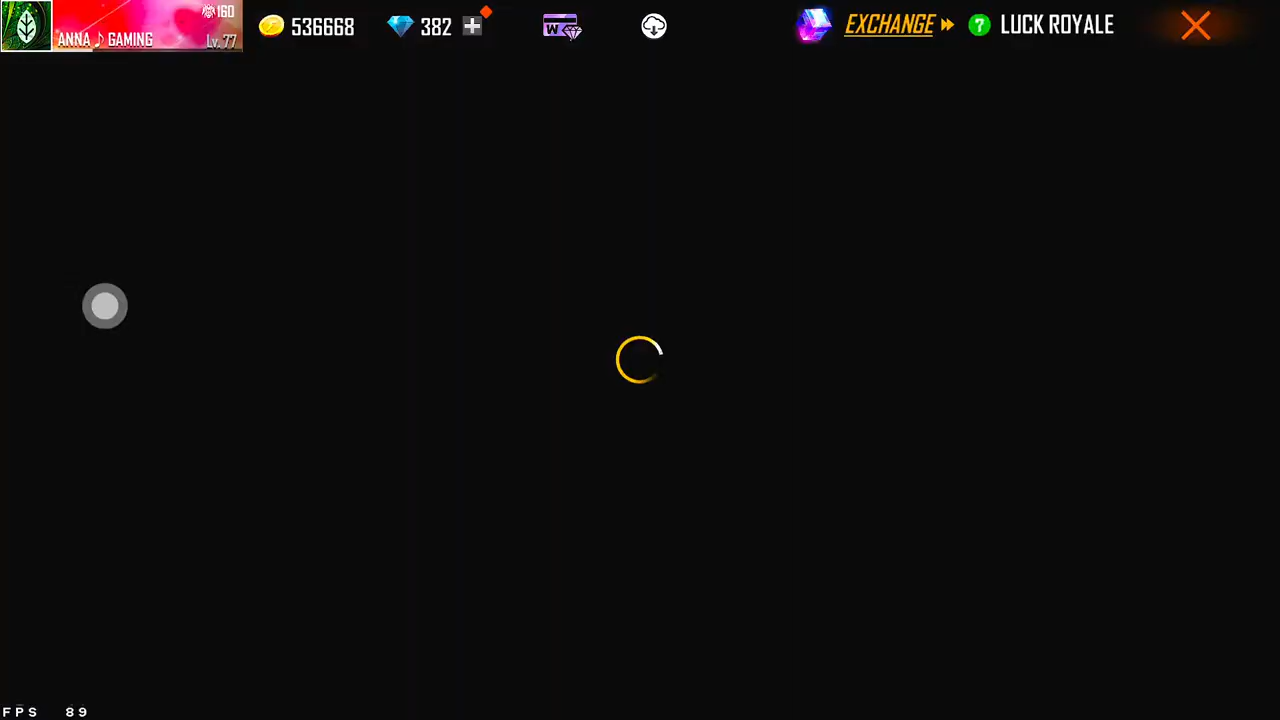 ANNA ♪ GAMING
160
Lv. 77
536668
382
W
EXCHANGE
? LUCK ROYALE
FPS 89